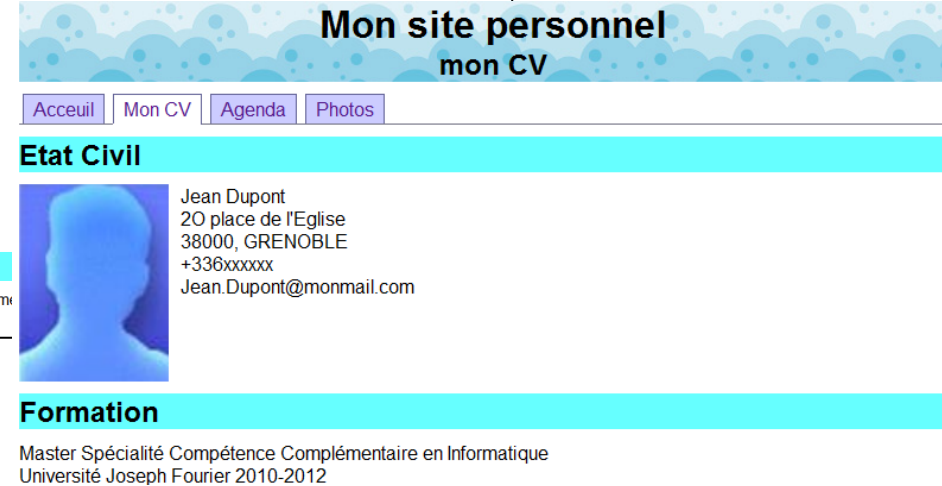 Mon site personnel
mon CV
Acceuil Mon CV Agenda Photos
Etat Civil
Jean Dupont
2O place de l'Eglise
38000, GRENOBLE
+336xxxxxx
Jean.Dupont@monmail.com
Formation
Master Spécialité Compétence Complémentaire en Informatique
Université Joseph Fourier 2010-2012